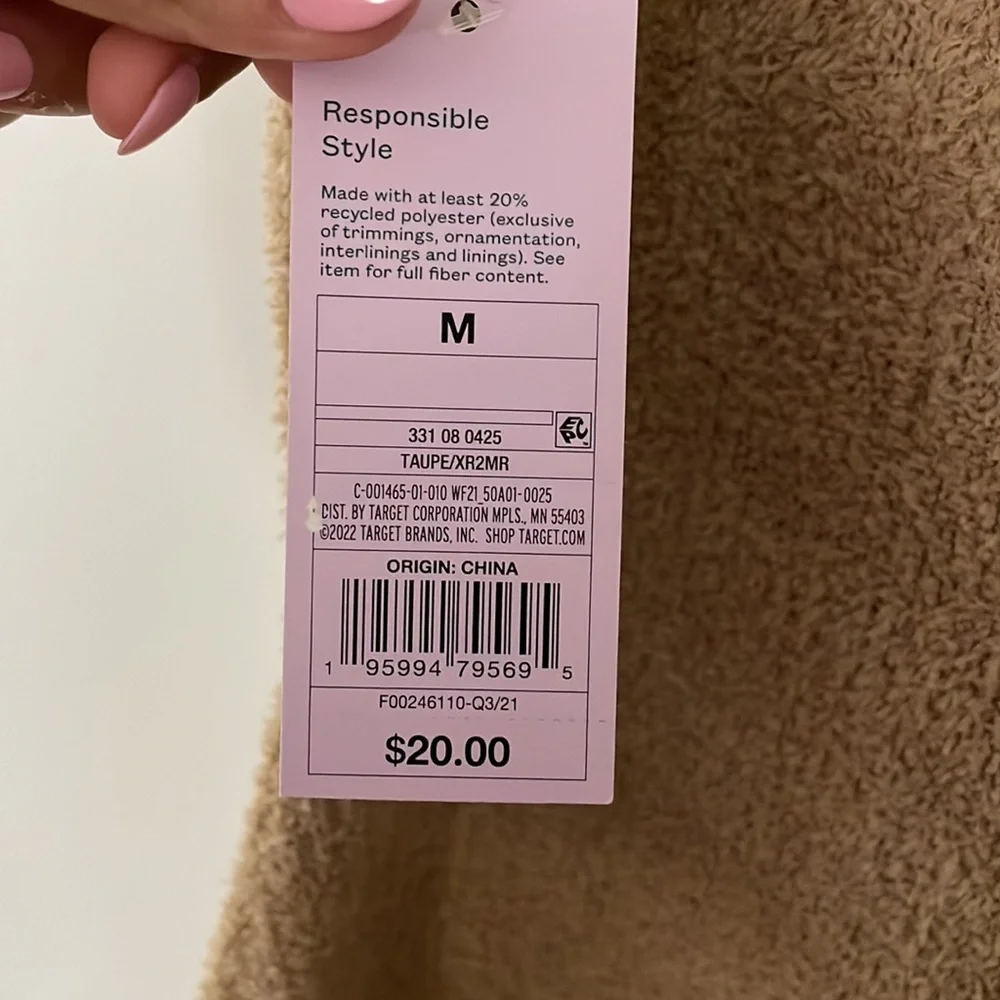 Responsible
Style
Made with at least 20%
recycled polyester (exclusive
of trimmings, ornamentation,
interlinings and linings). See
item for full fiber content.
M
EPC
331 08 0425
TAUPE/XR2MR
C-001465-01-010 WF21_50A01-0025
DIST. BY TARGET CORPORATION MPLS., MN 55403
©2022 TARGET BRANDS, INC. SHOP TARGET.COM
ORIGIN: CHINA
1 95994 79569 5
F00246110-Q3/21
$20.00